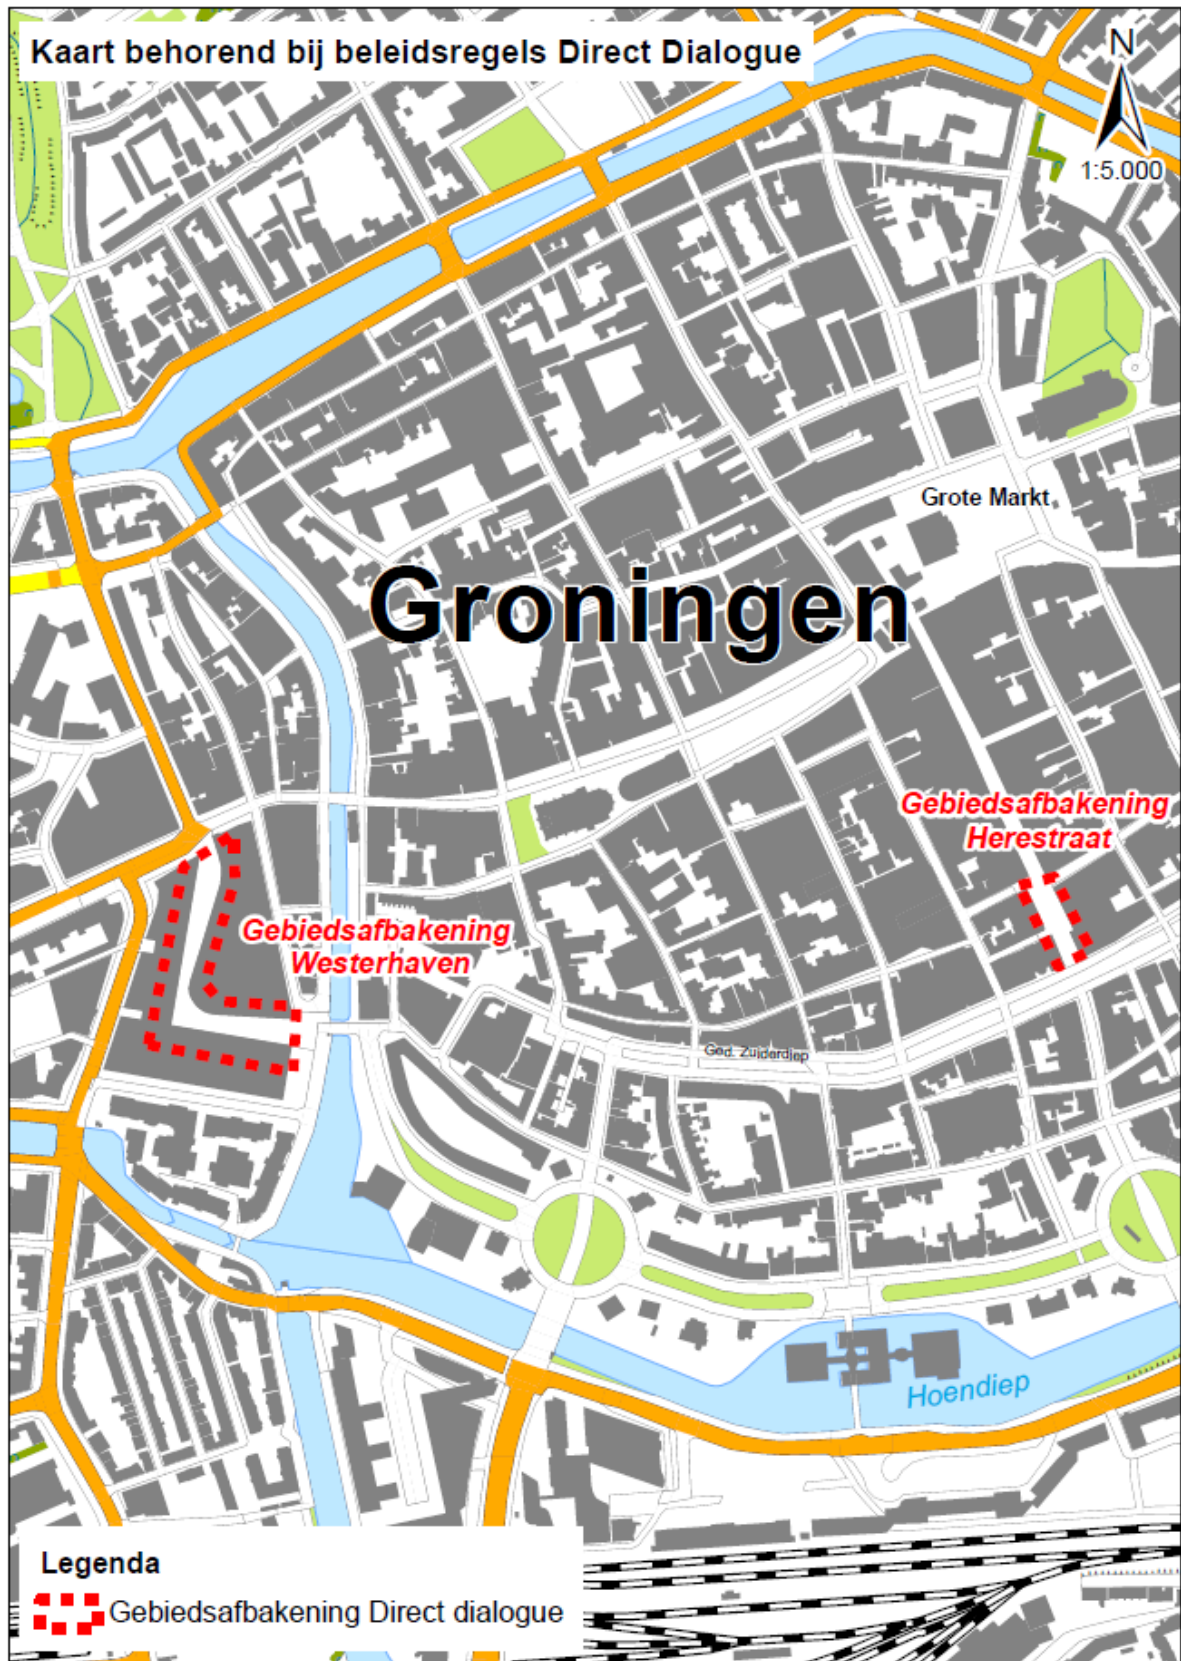 Kaart behorend bij beleidsregels Direct Dialogue
N
1:5.000
Grote Markt
Groningen
Gebiedsafbakening
Herestraat
Gebiedsafbakening
Westerhaven
Ged. Zuiderdiep
Hoendiep
Legenda
Gebiedsafbakening Direct dialogue